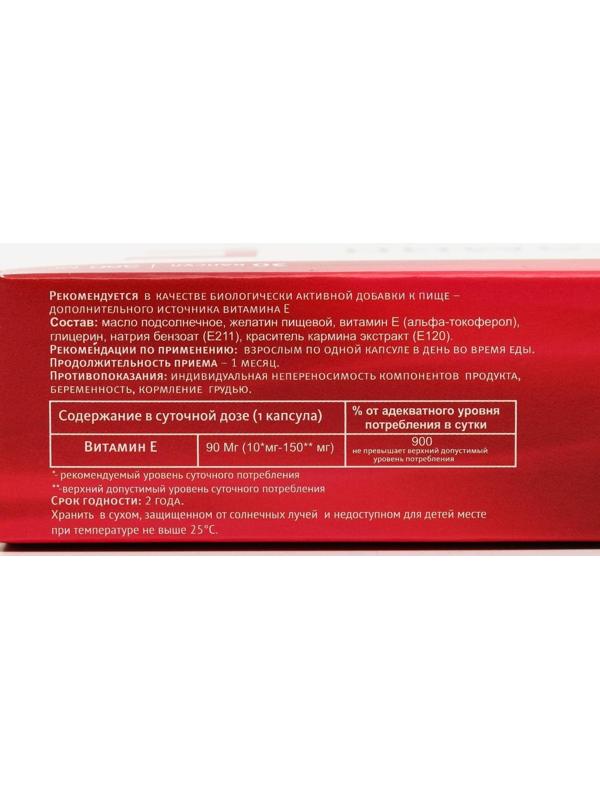 30 капсул
Рекомендуется в качестве биологически активной добавки к пище –
дополнительного источника витамина Е
Состав: масло подсолнечное, желатин пищевой, витамин Е (альфа-токоферол),
глицерин, натрия бензоат (Е211), краситель кармина экстракт (Е120).
Рекомендации по применению: взрослым по одной капсуле в день во время еды.
Продолжительность приема – 1 месяц.
Противопоказания: индивидуальная непереносимость компонентов продукта,
беременность, кормление грудью.
Содержание в суточной дозе (1 капсула) % от адекватного уровня
потребления в сутки
Витамин Е 90 Мг (10*мг-150** мг) 900
не превышает верхний допустимый
уровень потребления
*- рекомендуемый уровень суточного потребления
**-верхний допустимый уровень суточного потребления
Срок годности: 2 года.
Хранить в сухом, защищенном от солнечных лучей и недоступном для детей месте
при температуре не выше 25°С.